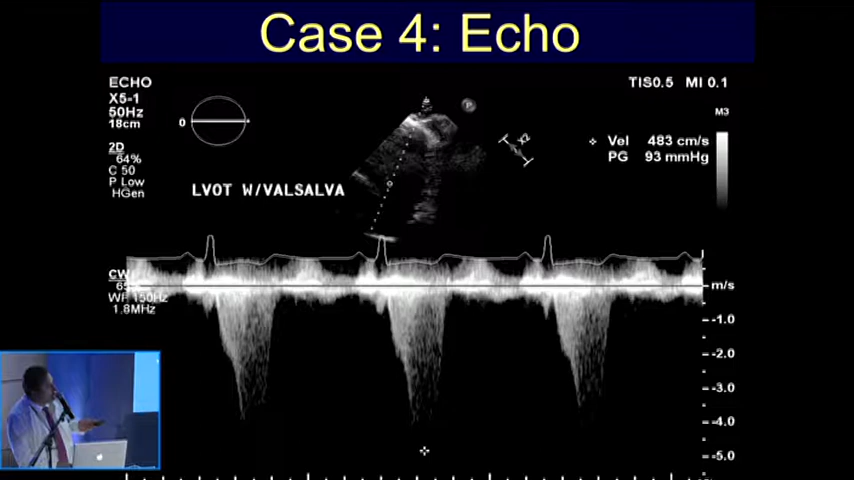 Case 4: Echo
ECHO
X5-1
50Hz
18cm
0
2D
64%
C 50
P Low
HGen
TIS0.5 MI 0.1
M3
P
X2
Vel 483 cm/s
PG 93 mmHg
LVOT W/VALSALVA
CW
WF 150Hz
1.8MHz
m/s
-1.0
-2.0
-3.0
-4.0
-5.0